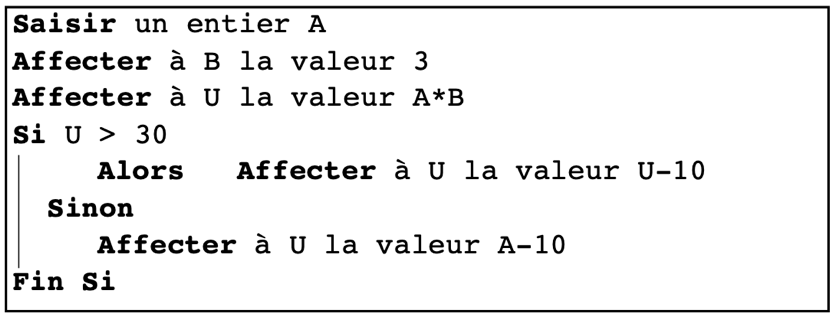 Saisir un entier A
Affecter à B la valeur 3
Affecter à U la valeur A*B
Si U > 30
Alors Affecter à U la valeur U-10
Sinon
Affecter à U la valeur A-10
Fin Si